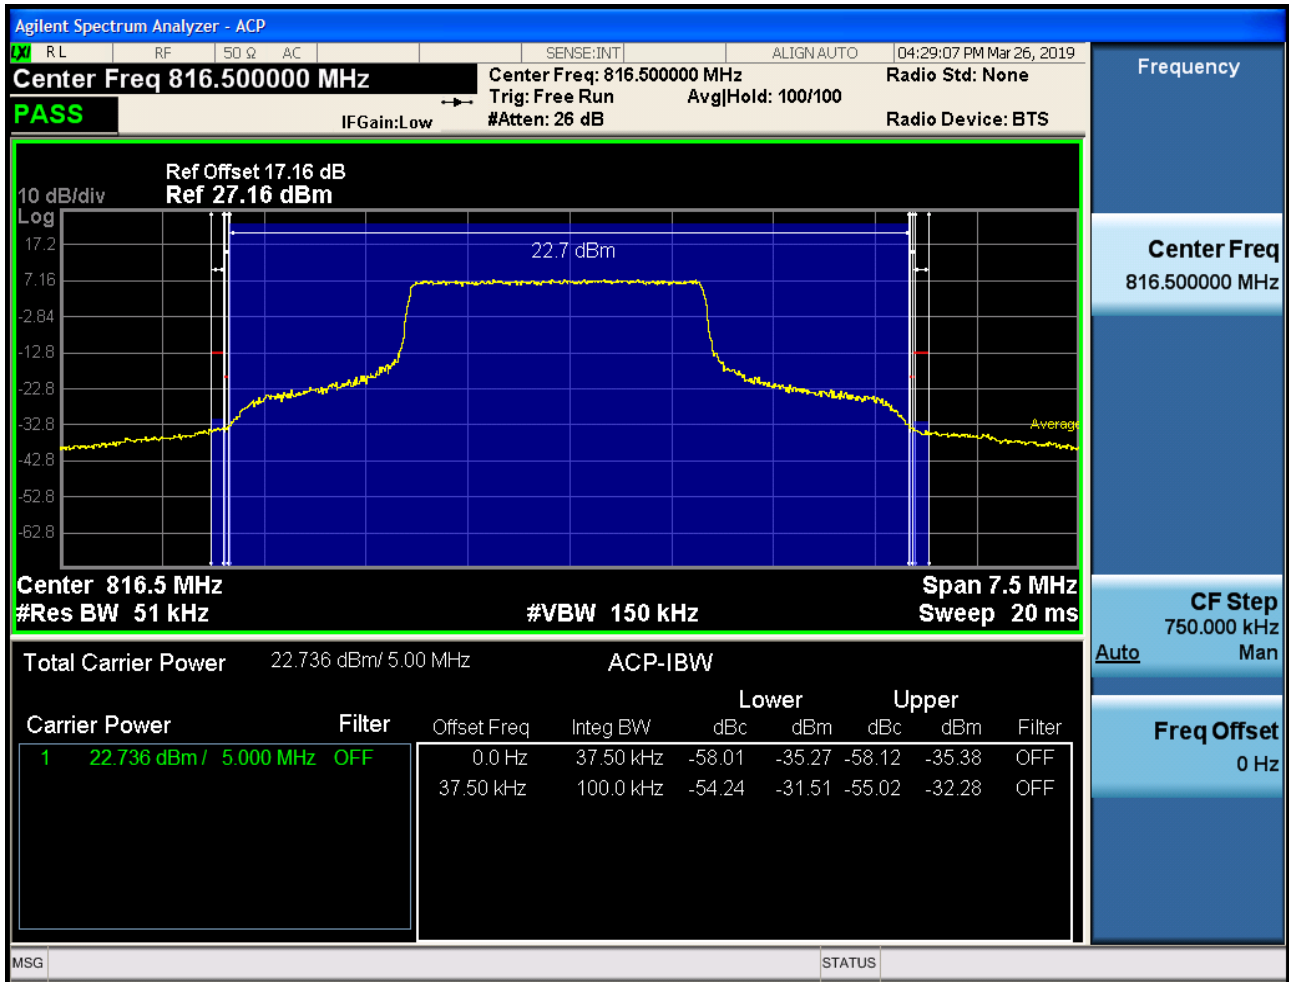 Agilent Spectrum Analyzer - ACP
LXI RL RF 50 Ω AC SENSE:INT ALIGN AUTO 04:29:07 PM Mar 26, 2019
Center Freq 816.500000 MHz
Center Freq: 816.500000 MHz
Radio Std: None
Trig: Free Run Avg|Hold: 100/100
PASS
IFGain:Low
#Atten: 26 dB
Radio Device: BTS
Ref Offset 17.16 dB
10 dB/div Ref 27.16 dBm
Log
17.2
22.7 dBm
7.16
-2.84
-12.8
-22.8
-32.8
Average
-42.8
-52.8
-62.8
Center 816.5 MHz Span 7.5 MHz
#Res BW 51 kHz #VBW 150 kHz Sweep 20 ms
Total Carrier Power 22.736 dBm/ 5.00 MHz ACP-IBW
Lower Upper
Carrier Power Filter Offset Freq Integ BW dBc dBm dBc dBm Filter
1 22.736 dBm / 5.000 MHz OFF 0.0 Hz 37.50 kHz -58.01 -35.27 -58.12 -35.38 OFF
37.50 kHz 100.0 kHz -54.24 -31.51 -55.02 -32.28 OFF
Frequency
Center Freq
816.500000 MHz
CF Step
750.000 kHz
Auto Man
Freq Offset
0 Hz
MSG STATUS